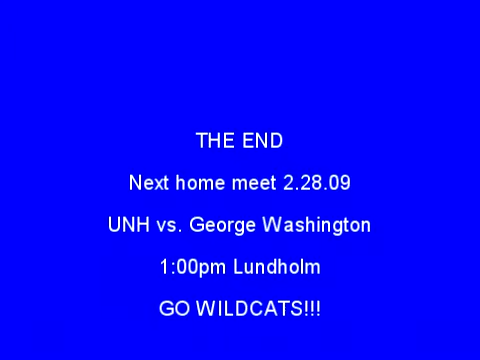 THE END
Next home meet 2.28.09
UNH vs. George Washington
1:00pm Lundholm
GO WILDCATS!!!